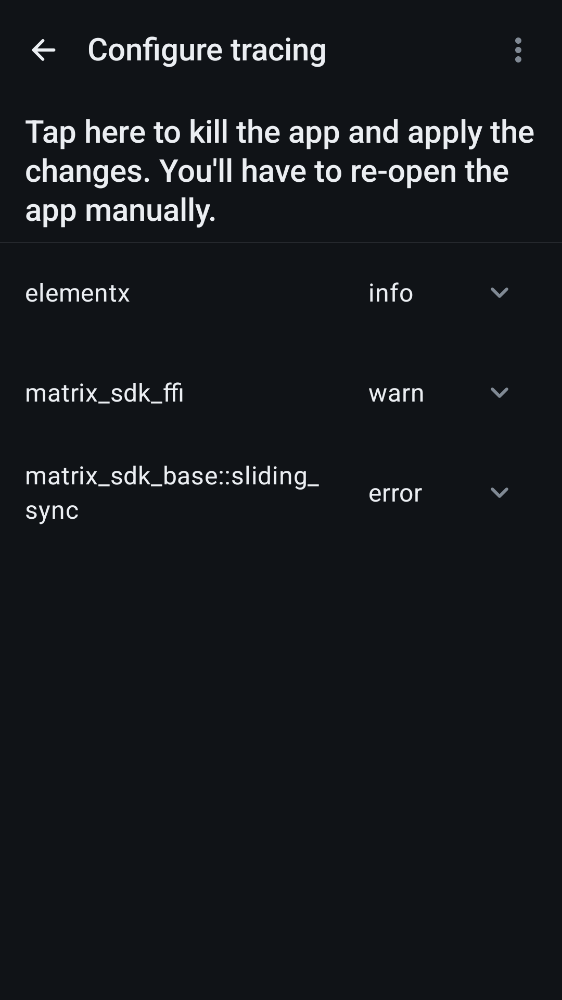 Configure tracing
Tap here to kill the app and apply the
changes. You'll have to re-open the
app manually.
elementx info
matrix_sdk_ffi warn
matrix_sdk_base::sliding_
sync error